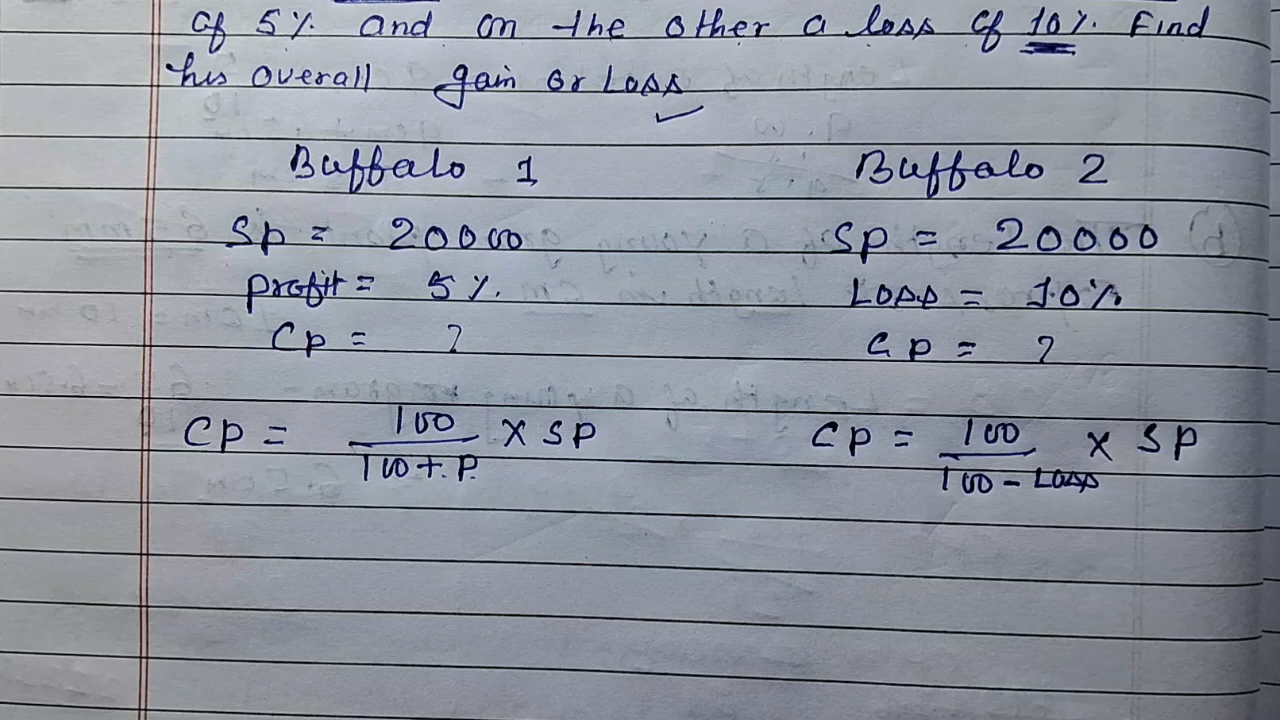 of 5%. and on the other a loss of 10%. Find
his overall gain or Loss
Buffalo 1
Buffalo 2
SP = 20000
SP = 20000
profit = 5%.
Loss = 10%
CP = ?
CP = ?
CP = 100/100+P. X SP
CP = 100/100-Loss X SP